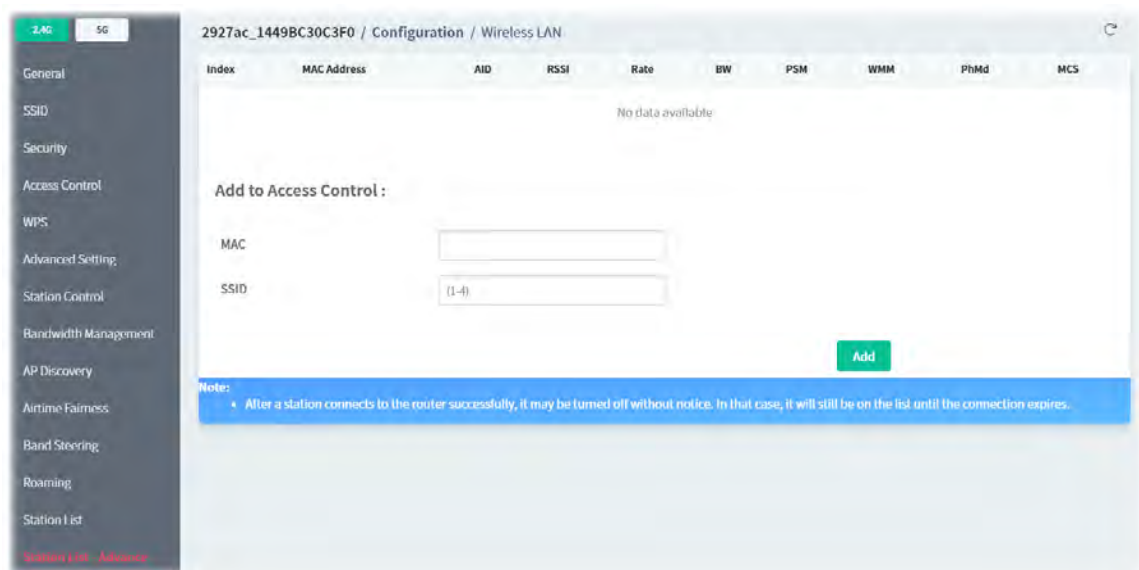 2.4G 5G
2927ac_1449BC30C3F0 / Configuration / Wireless LAN
General
SSID
Security
Access Control
WPS
Advanced Setting
Station Control
Bandwidth Management
AP Discovery
Airtime Fairness
Band Steering
Roaming
Station List
Index MAC Address AID RSSI Rate BW PSM WMM PhMd MCS
No data available
Add to Access Control :
MAC
SSID (1-4)
Add
Note:
• After a station connects to the router successfully, it may be turned off without notice. In that case, it will still be on the list until the connection expires.